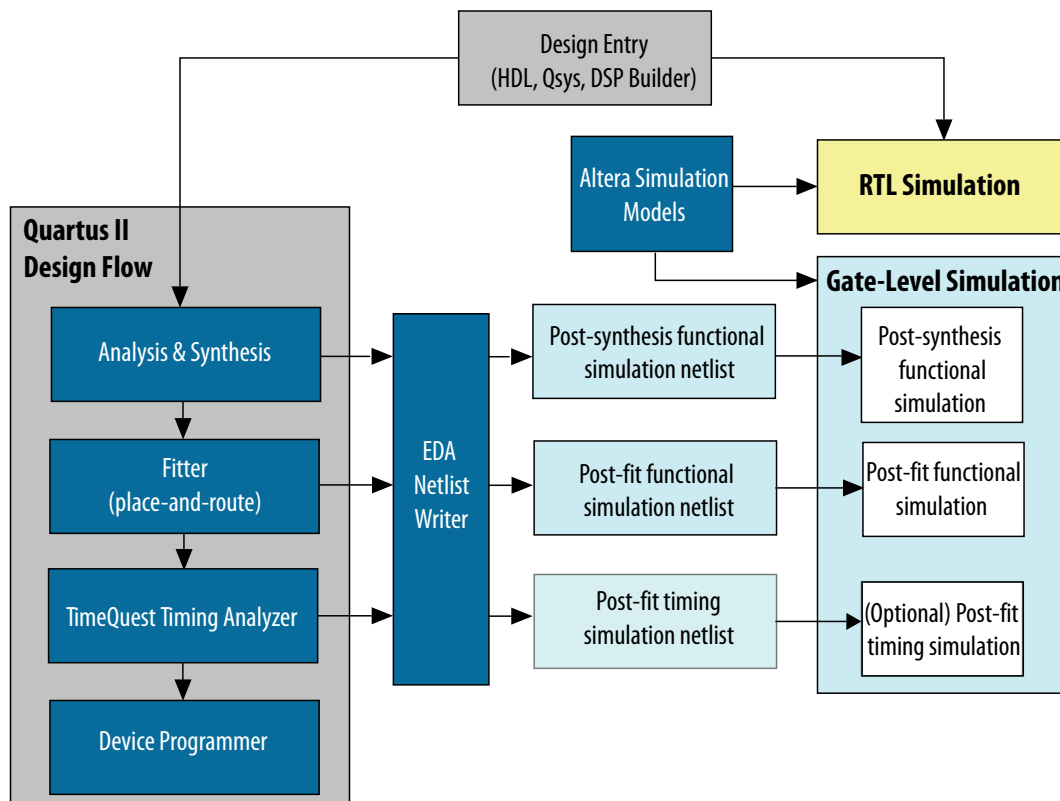 Design Entry
(HDL, Qsys, DSP Builder)
Altera Simulation
Models
RTL Simulation
Quartus II
Design Flow
Gate-Level Simulation
Analysis & Synthesis
EDA
Netlist
Writer
Post-synthesis functional
simulation netlist
Post-synthesis
functional
simulation
Fitter
(place-and-route)
Post-fit functional
simulation netlist
Post-fit functional
simulation
TimeQuest Timing Analyzer
Post-fit timing
simulation netlist
(Optional) Post-fit
timing simulation
Device Programmer